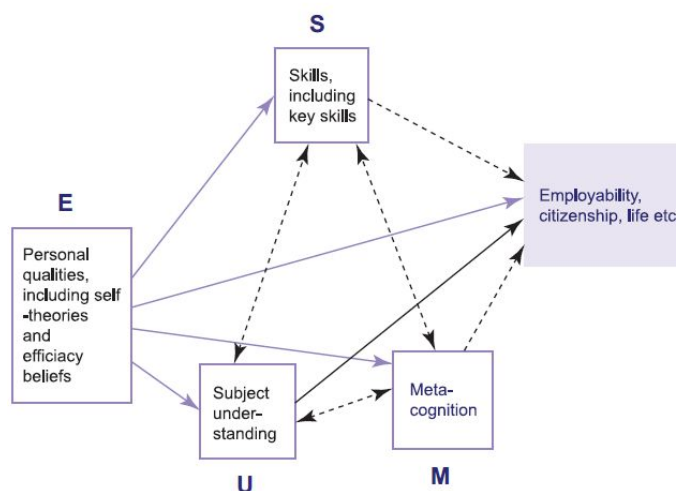 S
Skills,
including
key skills
E
Personal
qualities,
including self
-theories
and
efficiacy
beliefs
Employability,
citizenship, life etc
Subject
under-
standing
U
Meta-
cognition
M